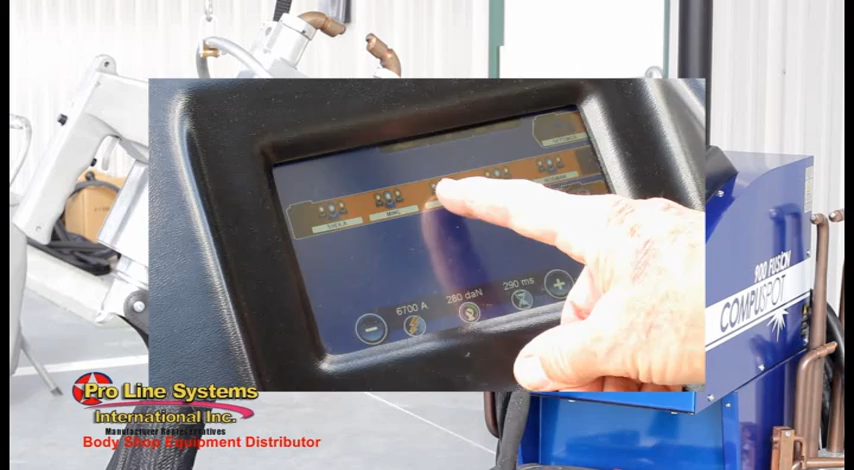 6700 A
280 daN
290 ms
900 FUSION
COMPUSPOT
Pro Line Systems
International Inc.
Manufacturer Representatives
Body Shop Equipment Distributor